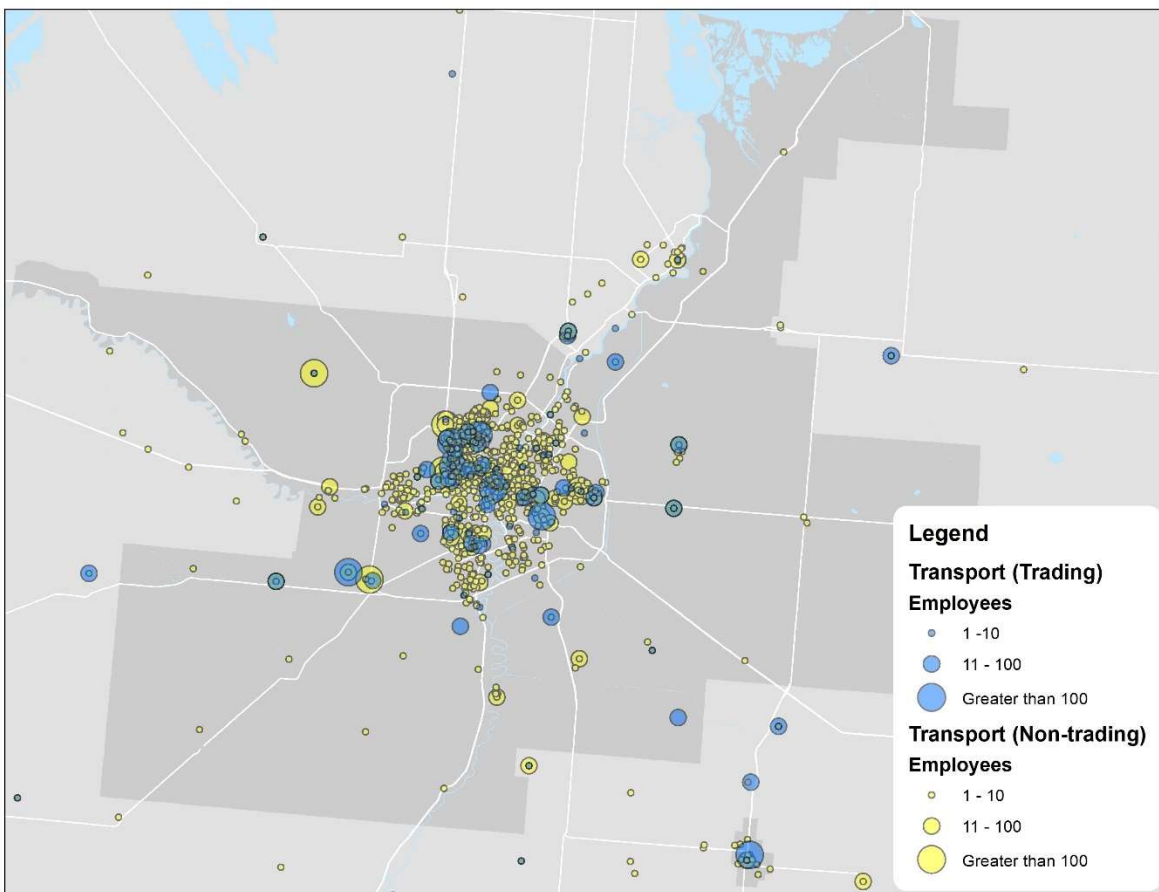 Legend
Transport (Trading)
Employees
1 -10
11 - 100
Greater than 100
Transport (Non-trading)
Employees
1 - 10
11 - 100
Greater than 100